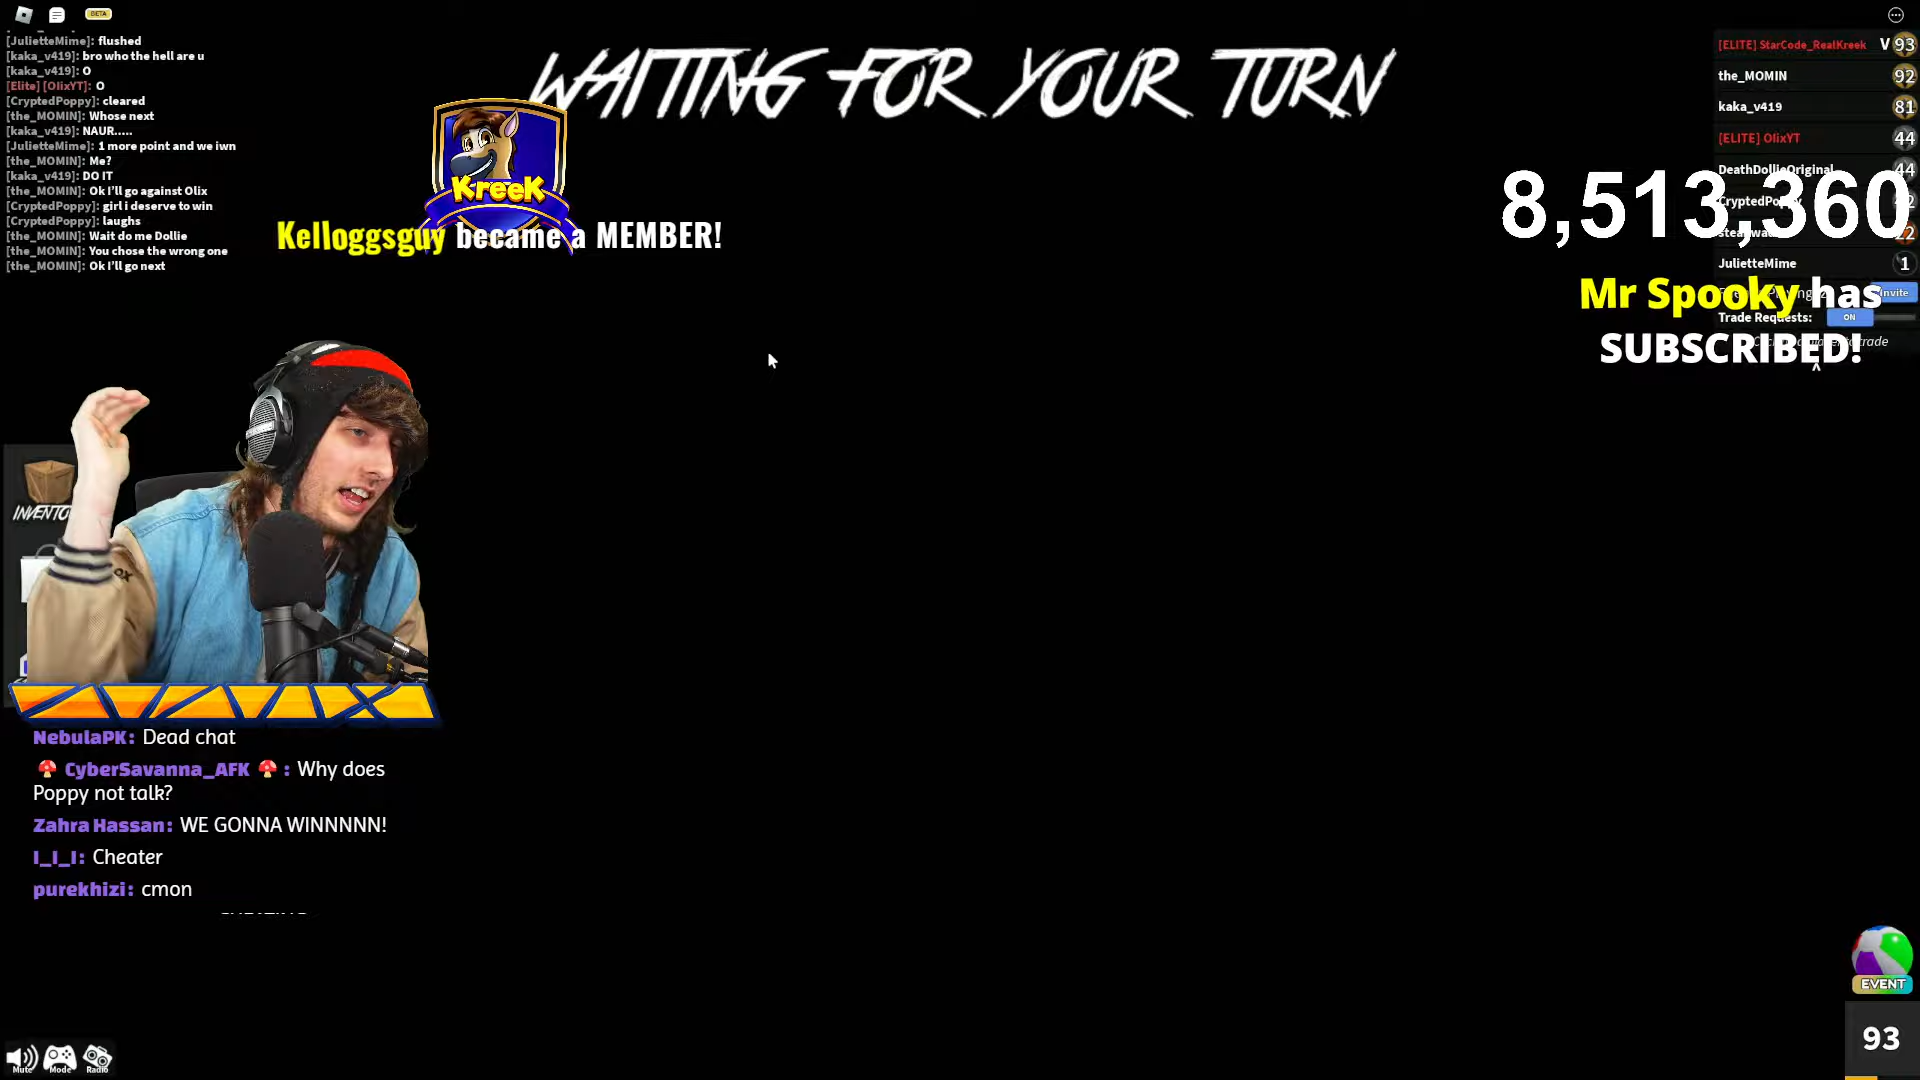 BETA
[JulietteMime]: flushed
[kaka_v419]: bro who the hell are u
[kaka_v419]: O
[Elite] [OlixYT]: O
[CryptedPoppy]: cleared
[the_MOMIN]: Whose next
[kaka_v419]: NAUR.....
[JulietteMime]: 1 more point and we iwn
[the_MOMIN]: Me?
[kaka_v419]: DO IT
[the_MOMIN]: Ok I'll go against Olix
[CryptedPoppy]: girl i deserve to win
[CryptedPoppy]: laughs
[the_MOMIN]: Wait do me Dollie
[the_MOMIN]: You chose the wrong one
[the_MOMIN]: Ok I'll go next
WAITING FOR YOUR TURN
KreeK
Kelloggsguy became a MEMBER!
[ELITE] StarCode_RealKreek V 93
the_MOMIN 92
kaka_v419 81
[ELITE] OlixYT 44
DeathDollieOriginal 44
8,513,360
CryptedPoppy
JulietteMime 1
Mr Spooky has
Invite
Trade Requests: ON
SUBSCRIBED!
trade
NebulaPK: Dead chat
CyberSavanna_AFK : Why does
Poppy not talk?
Zahra Hassan: WE GONNA WINNNNN!
I_I_I: Cheater
purekhizi: cmon
EVENT
93
Mute
Mode
Radio